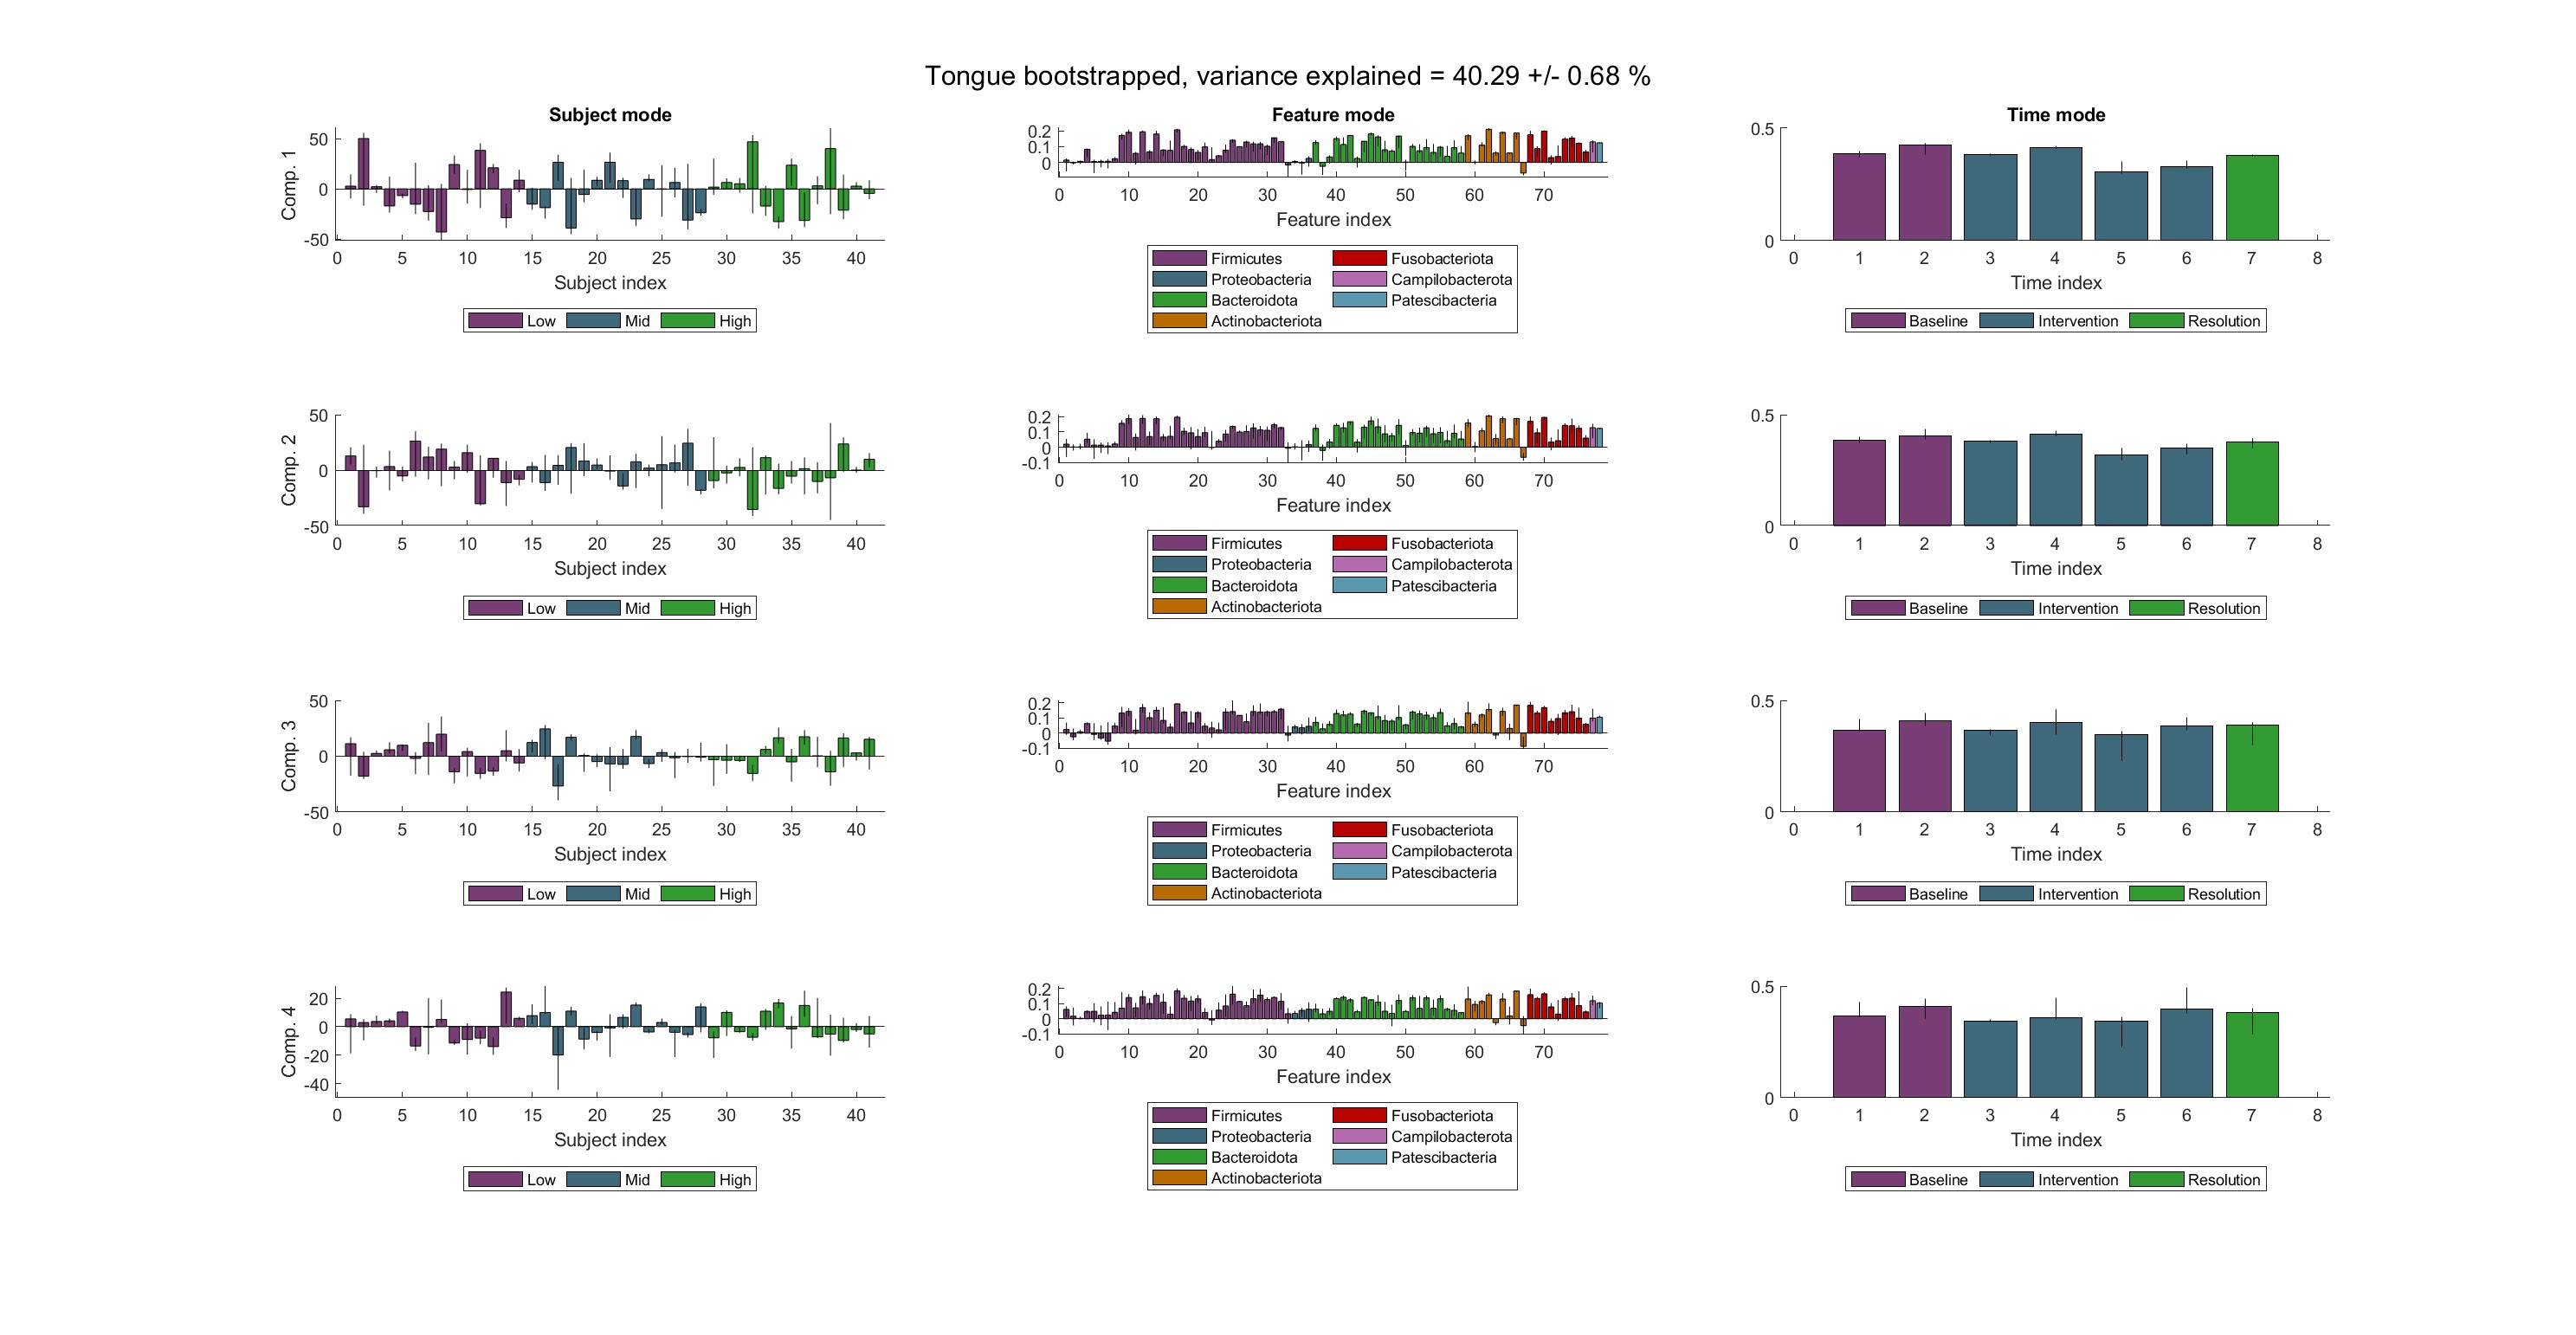 Tongue bootstrapped, variance explained = 40.29 +/- 0.68 %
Subject mode
Feature mode
Time mode
Comp. 1
50
0
-50
0 5 10 15 20 25 30 35 40
Subject index
Low Mid High
0.2
0.1
0
0 10 20 30 40 50 60 70
Feature index
Firmicutes Fusobacteriota
Proteobacteria Campilobacterota
Bacteroidota Patescibacteria
Actinobacteriota
0.5
0
0 1 2 3 4 5 6 7 8
Time index
Baseline Intervention Resolution
Comp. 2
50
0
-50
0 5 10 15 20 25 30 35 40
Subject index
Low Mid High
0.2
0.1
0
-0.1
0 10 20 30 40 50 60 70
Feature index
Firmicutes Fusobacteriota
Proteobacteria Campilobacterota
Bacteroidota Patescibacteria
Actinobacteriota
0.5
0
0 1 2 3 4 5 6 7 8
Time index
Baseline Intervention Resolution
Comp. 3
50
0
-50
0 5 10 15 20 25 30 35 40
Subject index
Low Mid High
0.2
0.1
0
-0.1
0 10 20 30 40 50 60 70
Feature index
Firmicutes Fusobacteriota
Proteobacteria Campilobacterota
Bacteroidota Patescibacteria
Actinobacteriota
0.5
0
0 1 2 3 4 5 6 7 8
Time index
Baseline Intervention Resolution
Comp. 4
20
0
-20
-40
0 5 10 15 20 25 30 35 40
Subject index
Low Mid High
0.2
0.1
0
-0.1
0 10 20 30 40 50 60 70
Feature index
Firmicutes Fusobacteriota
Proteobacteria Campilobacterota
Bacteroidota Patescibacteria
Actinobacteriota
0.5
0
0 1 2 3 4 5 6 7 8
Time index
Baseline Intervention Resolution